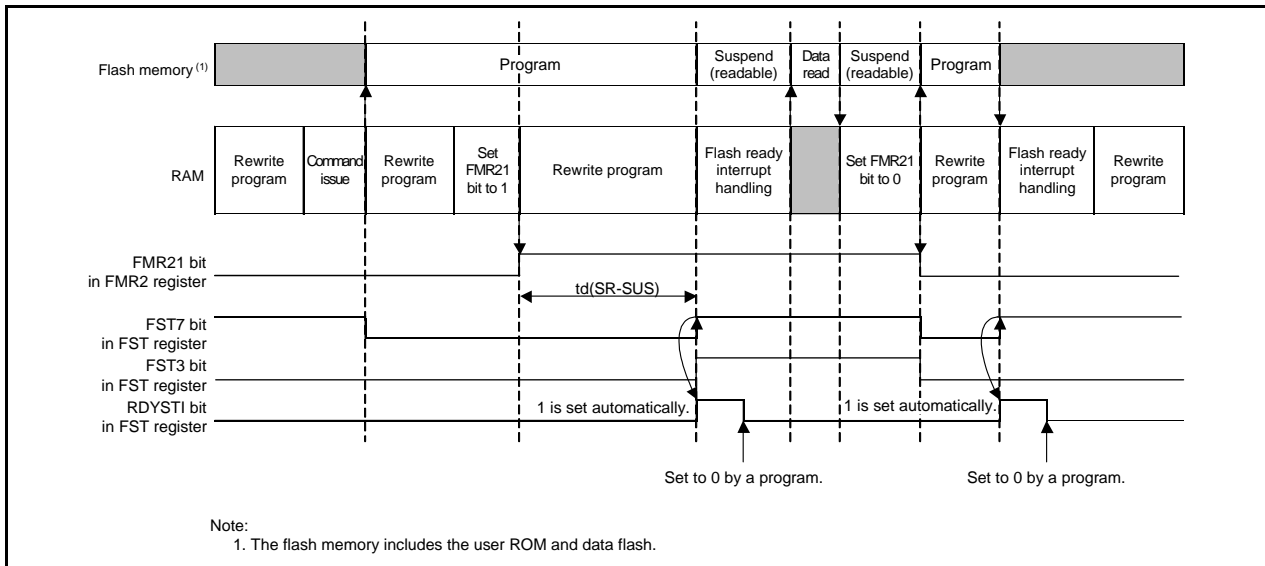 Flash memory (1)
Program
Suspend
(readable)
Data
read
Suspend
(readable)
Program
RAM
Rewrite
program
Command
issue
Rewrite
program
Set
FMR21
bit to 1
Rewrite program
Flash ready
interrupt
handling
Set FMR21
bit to 0
Rewrite
program
Flash ready
interrupt
handling
Rewrite
program
FMR21 bit
in FMR2 register
td(SR-SUS)
FST7 bit
in FST register
FST3 bit
in FST register
RDYSTI bit
in FST register
1 is set automatically.
1 is set automatically.
Set to 0 by a program.
Set to 0 by a program.
Note:
1. The flash memory includes the user ROM and data flash.